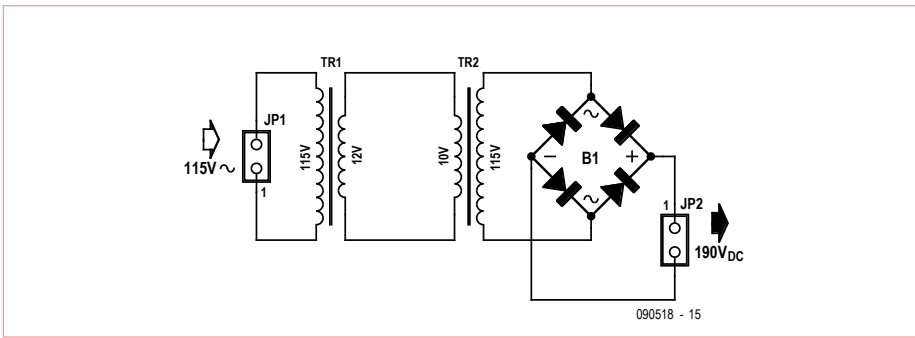 TR1
TR2
JP1
115V ~
1
115V
12V
10V
115V
~
−
B1
+
~
1
JP2
190VDC
090518 - 15